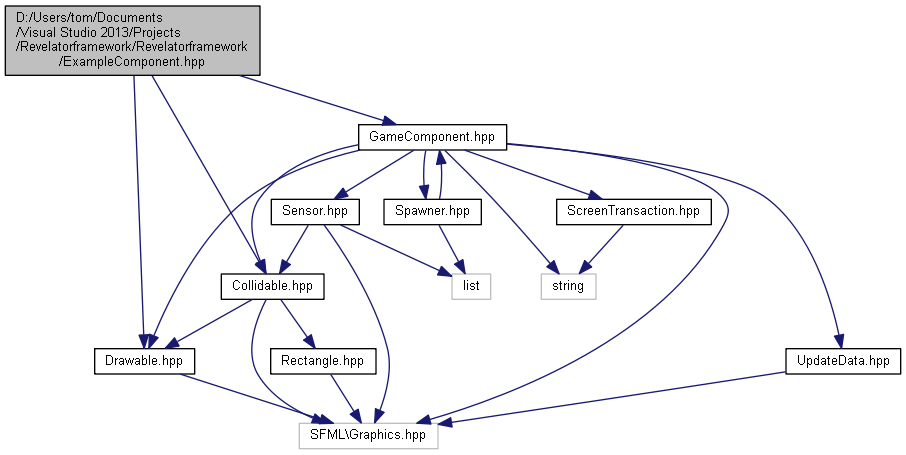 D:/Users/tom/Documents
/Visual Studio 2013/Projects
/Revelatorframework/Revelatorframework
/ExampleComponent.hpp
GameComponent.hpp
Sensor.hpp
Spawner.hpp
ScreenTransaction.hpp
Collidable.hpp
list
string
Drawable.hpp
Rectangle.hpp
UpdateData.hpp
SFML\Graphics.hpp